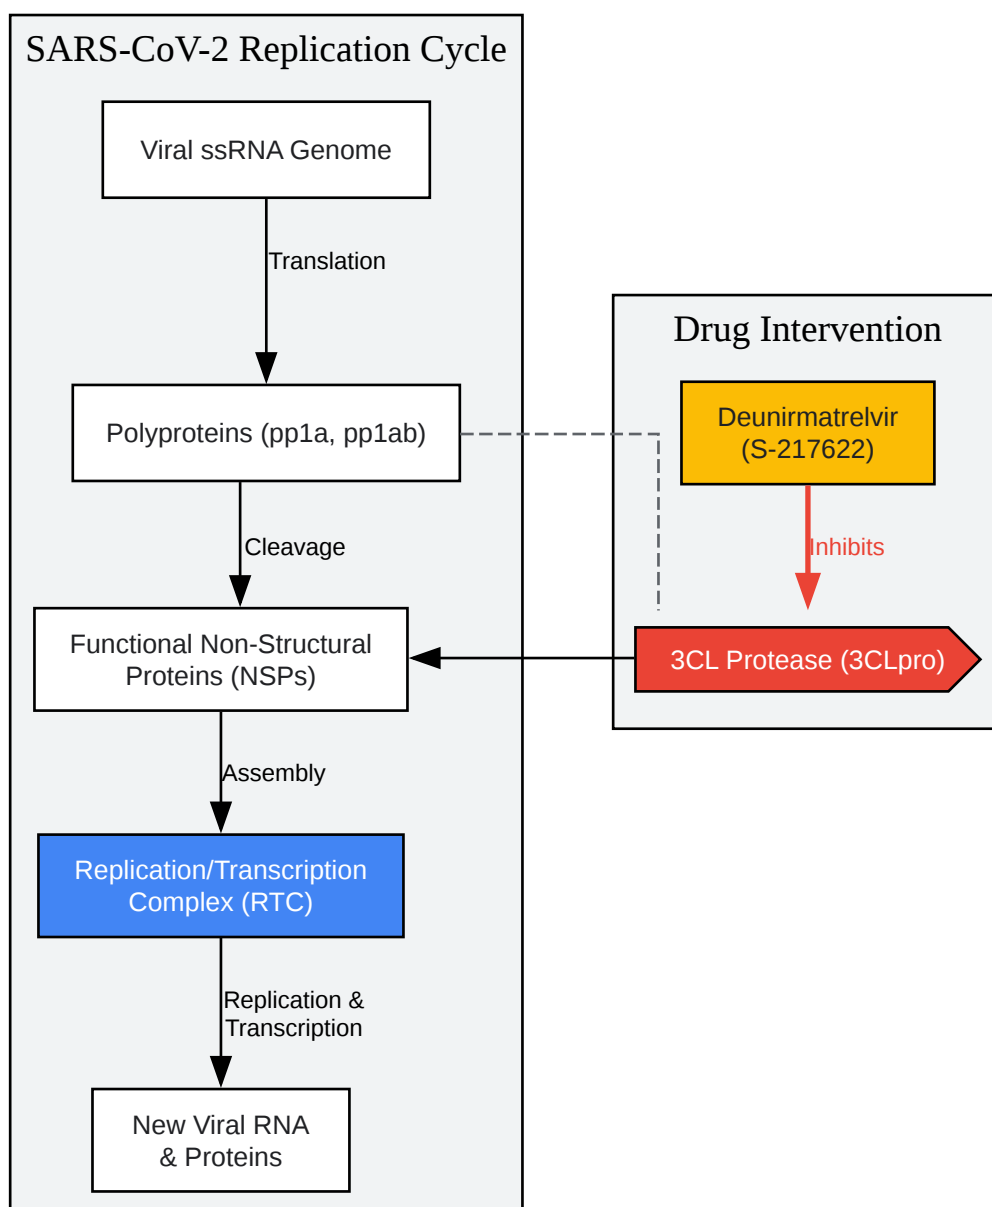 SARS-CoV-2 Replication Cycle
Viral ssRNA Genome
Translation
Polyproteins (pp1a, pp1ab)
Cleavage
Functional Non-Structural
Proteins (NSPs)
Assembly
Replication/Transcription
Complex (RTC)
Replication &
Transcription
New Viral RNA
& Proteins
Drug Intervention
Deunirmatrelvir
(S-217622)
Inhibits
3CL Protease (3CLpro)